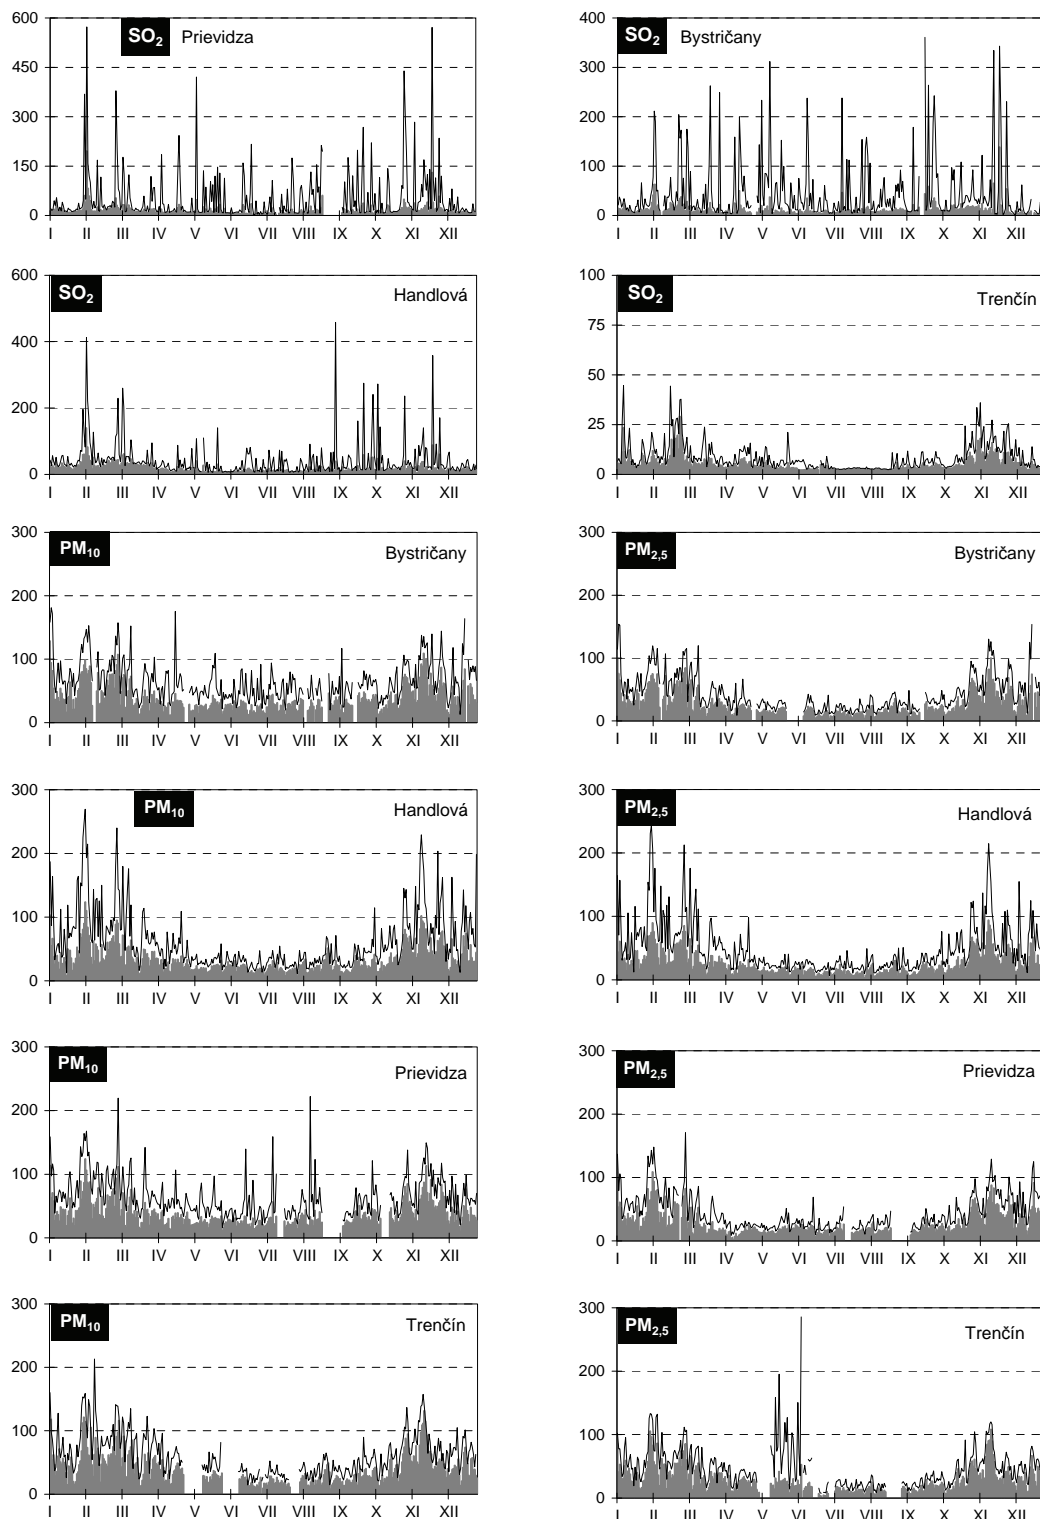 SO2 Prievidza
600
450
300
150
0
I II III IV V VI VII VIII IX X XI XII
SO2 Bystričany
400
300
200
100
0
I II III IV V VI VII VIII IX X XI XII
SO2 Handlová
600
400
200
0
I II III IV V VI VII VIII IX X XI XII
SO2 Trenčín
100
75
50
25
0
I II III IV V VI VII VIII IX X XI XII
PM10 Bystričany
300
200
100
0
I II III IV V VI VII VIII IX X XI XII
PM2,5 Bystričany
300
200
100
0
I II III IV V VI VII VIII IX X XI XII
PM10 Handlová
300
200
100
0
I II III IV V VI VII VIII IX X XI XII
PM2,5 Handlová
300
200
100
0
I II III IV V VI VII VIII IX X XI XII
PM10 Prievidza
300
200
100
0
I II III IV V VI VII VIII IX X XI XII
PM2,5 Prievidza
300
200
100
0
I II III IV V VI VII VIII IX X XI XII
PM10 Trenčín
300
200
100
0
I II III IV V VI VII VIII IX X XI XII
PM2,5 Trenčín
300
200
100
0
I II III IV V VI VII VIII IX X XI XII